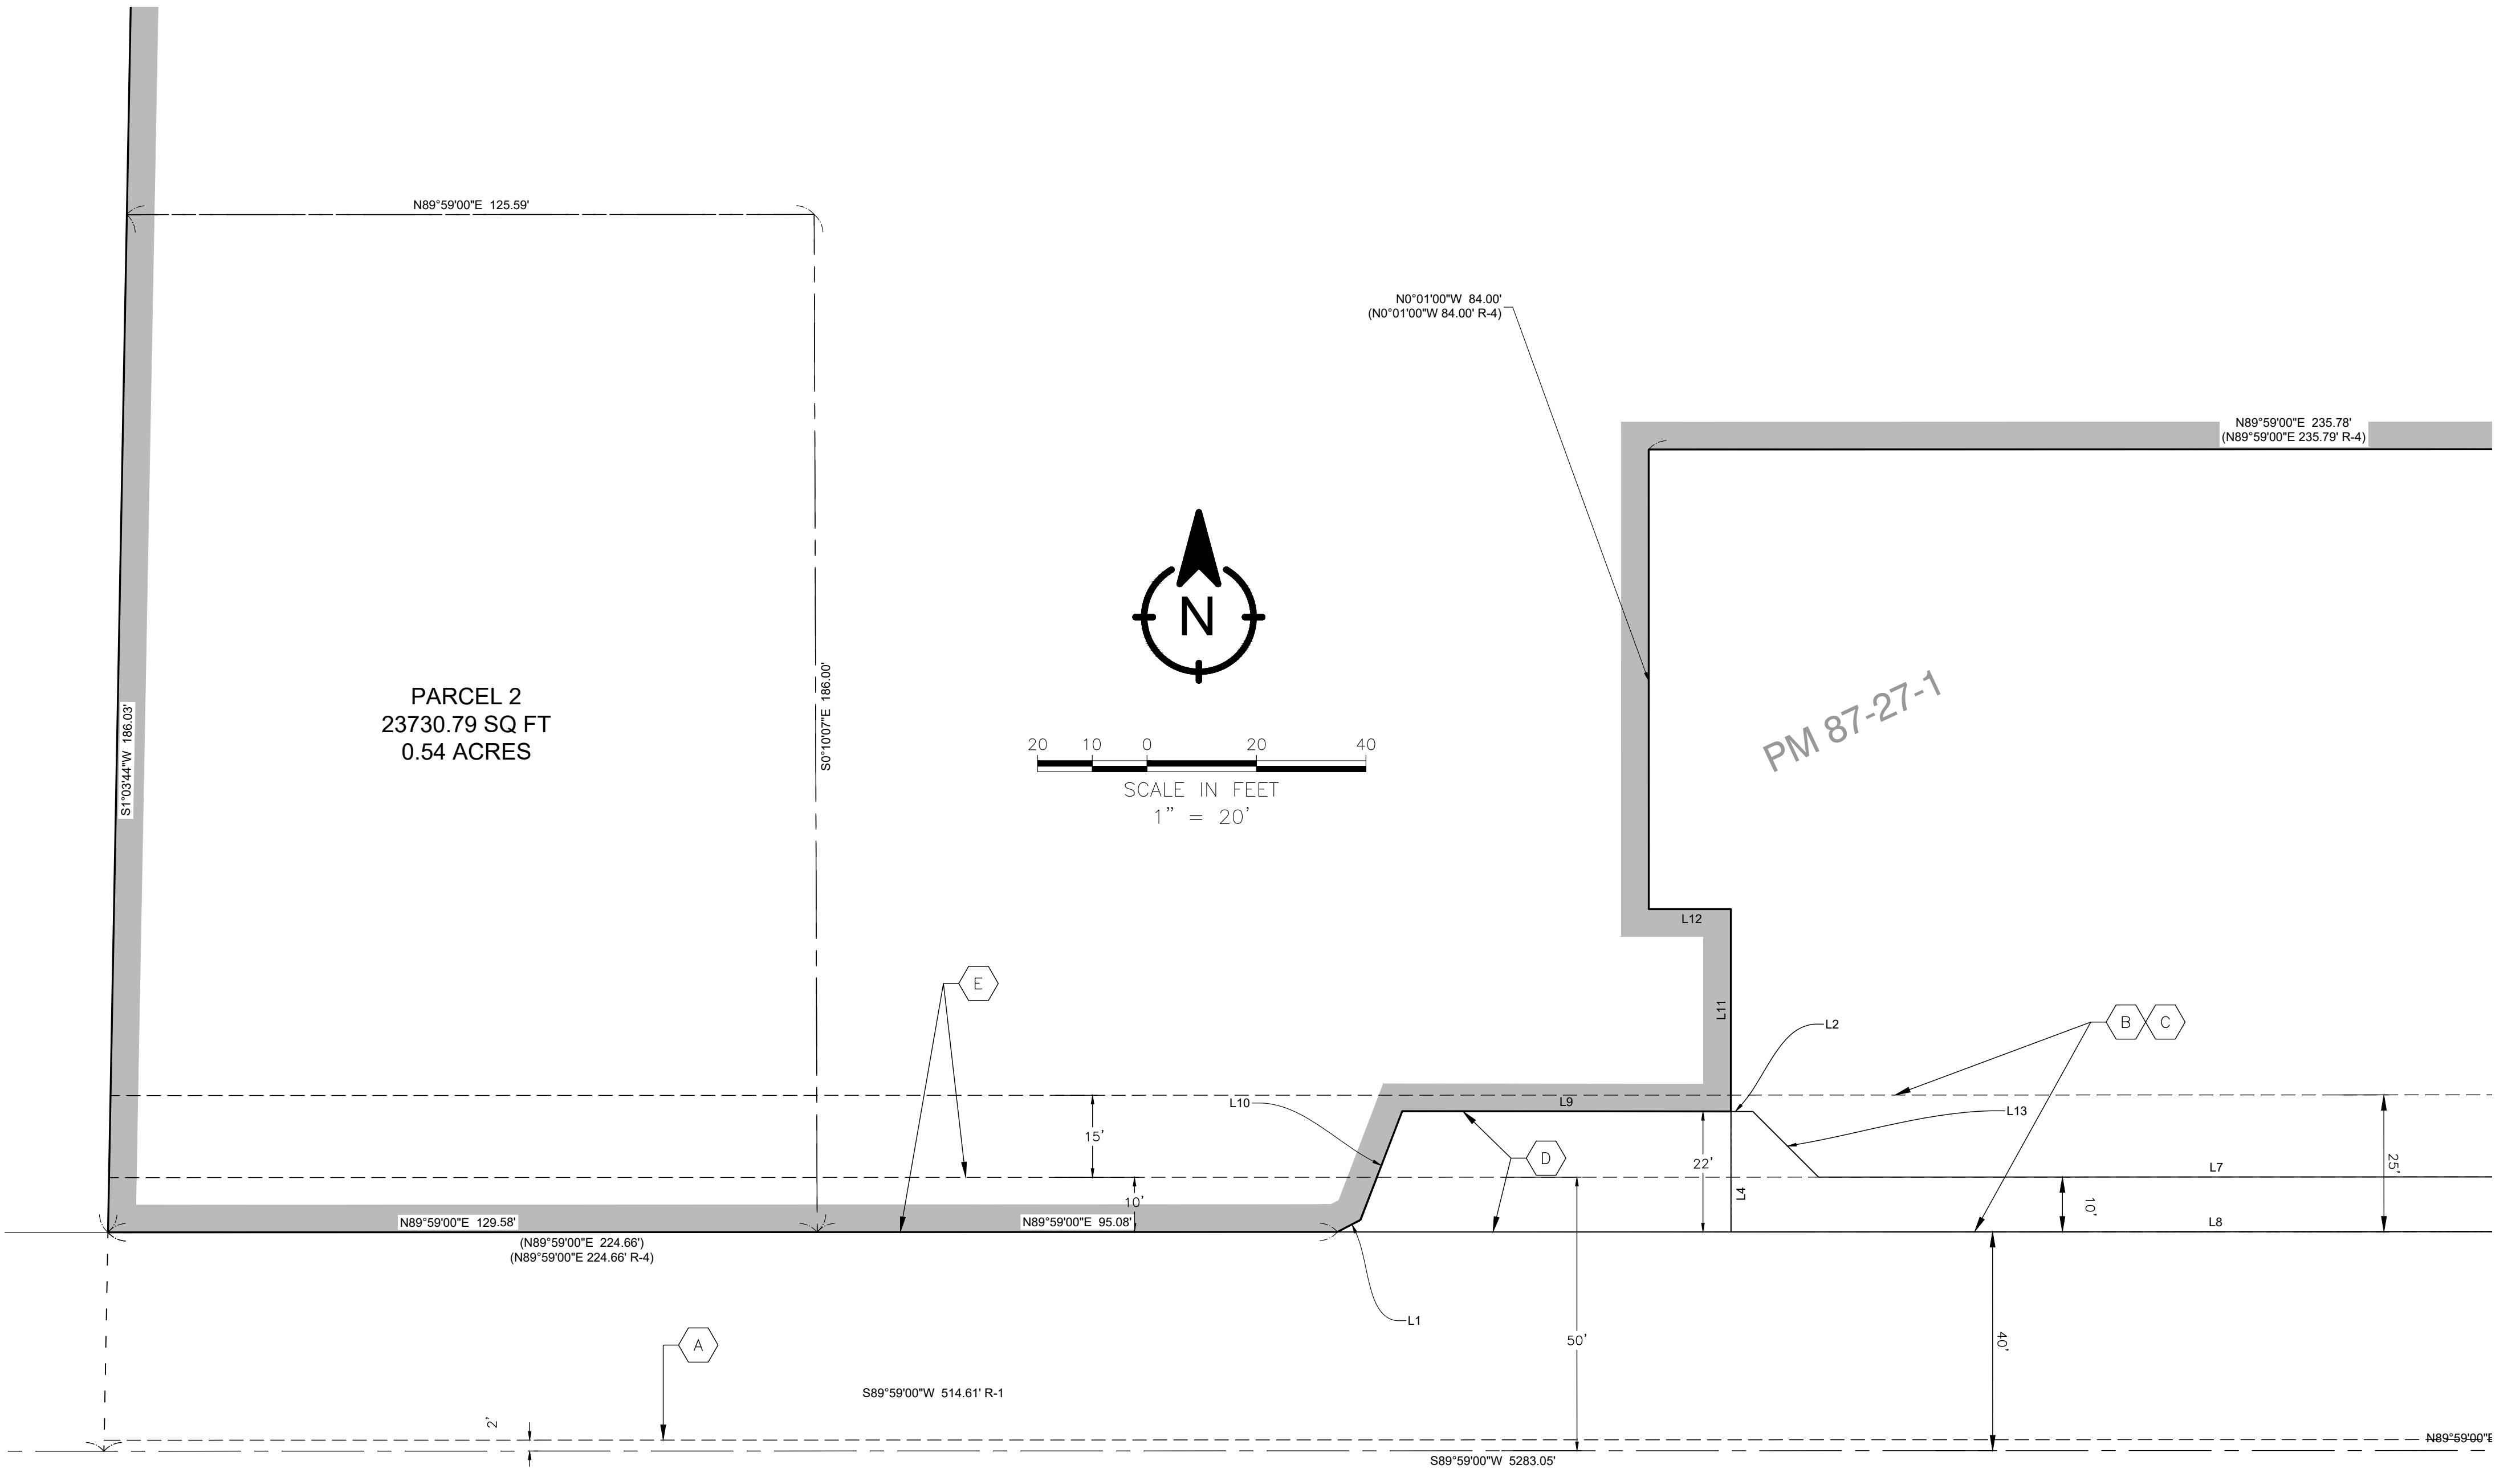 N89°59'00"E 125.59'
N0°01'00"W 84.00'
(N0°01'00"W 84.00' R-4)
N89°59'00"E 235.78'
(N89°59'00"E 235.79' R-4)
N
PARCEL 2
23730.79 SQ FT
0.54 ACRES
S1°03'44"W 186.03'
S0°10'07"E 186.00'
20 10 0 20 40
SCALE IN FEET
1" = 20'
PM 87-27-1
L12
E
L11
L2
B C
L10
L9
L13
15'
D
22'
L7
25'
10'
L4
10'
N89°59'00"E 129.58'
N89°59'00"E 95.08'
L8
(N89°59'00"E 224.66')
(N89°59'00"E 224.66' R-4)
L1
A
50'
40'
S89°59'00"W 514.61' R-1
2'
N89°59'00"E
S89°59'00"W 5283.05'